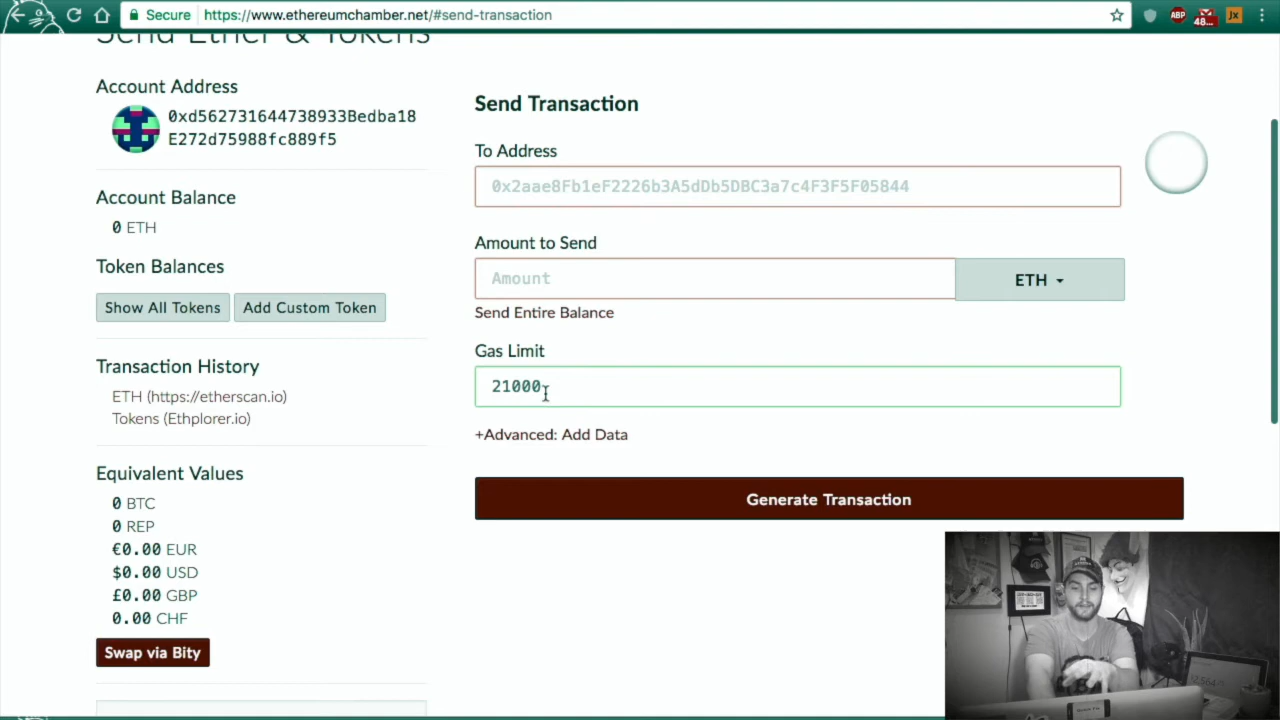 Secure
https://www.ethereumchamber.net/#send-transaction
ABP
48...
JX
Send Ether & Tokens
Account Address
0xd562731644738933Bedba18
E272d75988fc889f5
Account Balance
0 ETH
Token Balances
Show All Tokens
Add Custom Token
Transaction History
ETH (https://etherscan.io)
Tokens (Ethplorer.io)
Equivalent Values
0 BTC
0 REP
€0.00 EUR
$0.00 USD
£0.00 GBP
0.00 CHF
Swap via Bity
Send Transaction
To Address
0x2aae8Fb1eF2226b3A5dDb5DBC3a7c4F3F5F05844
Amount to Send
Amount
ETH
Send Entire Balance
Gas Limit
21000
+Advanced: Add Data
Generate Transaction